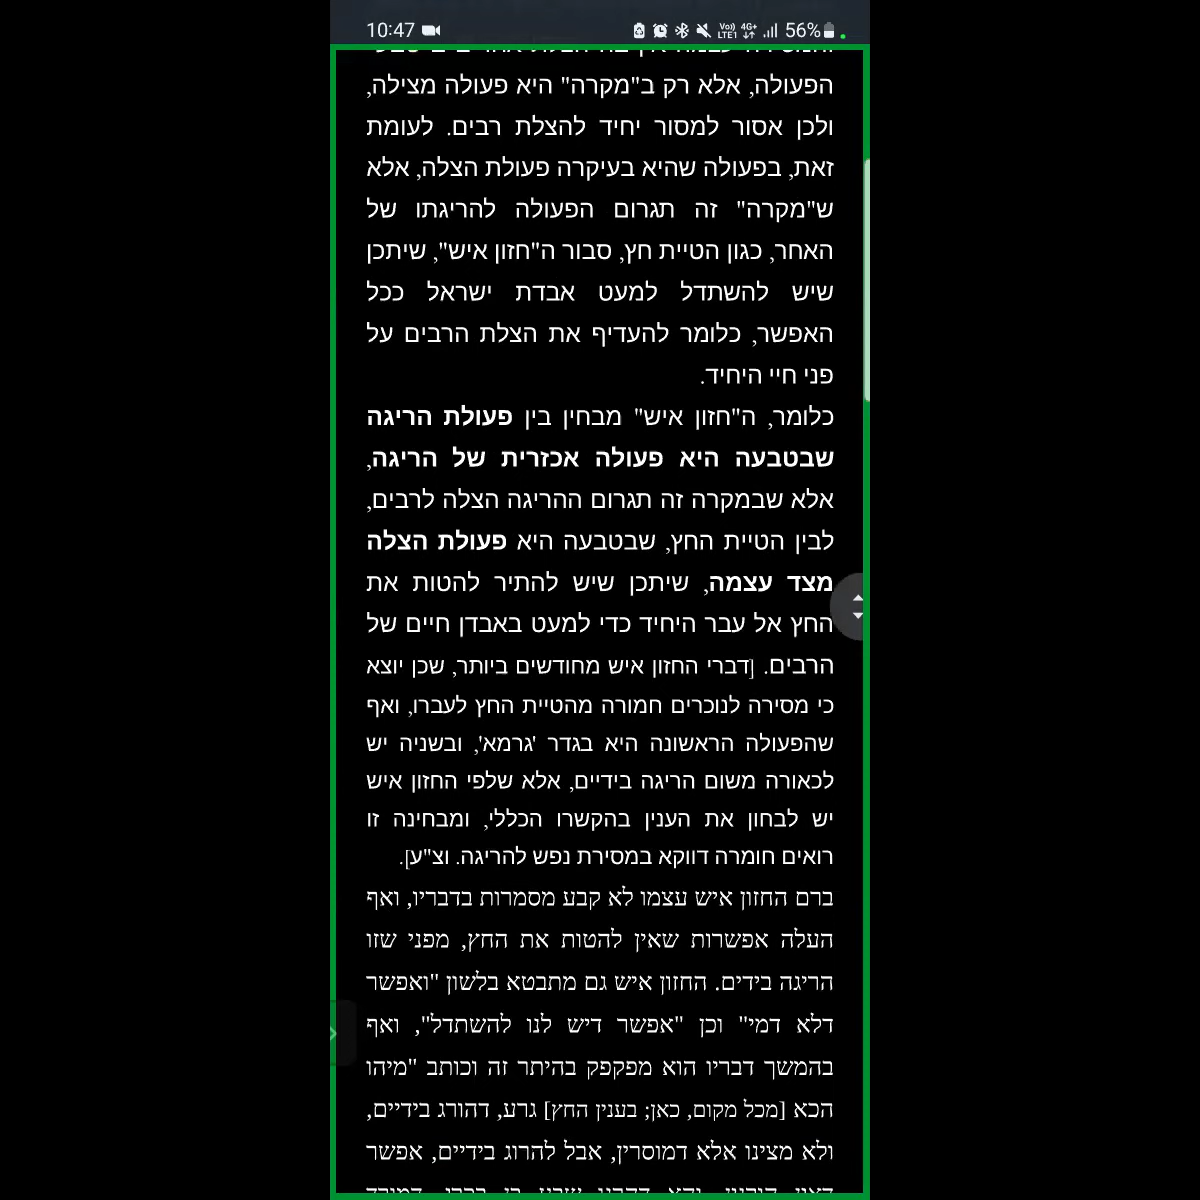 10:47
Vo)) 4G+
LTE1
56%
הפעולה, אלא רק ב"מקרה" היא פעולה מצילה,
ולכן אסור למסור יחיד להצלת רבים. לעומת
זאת, בפעולה שהיא בעיקרה פעולת הצלה, אלא
ש"מקרה" זה תגרום הפעולה להריגתו של
האחר, כגון הטיית חץ, סבור ה"חזון איש", שיתכן
שיש להשתדל למעט אבדת ישראל ככל
האפשר, כלומר להעדיף את הצלת הרבים על
פני חיי היחיד.
כלומר, ה"חזון איש" מבחין בין פעולת הריגה
שבטבעה היא פעולה אכזרית של הריגה,
אלא שבמקרה זה תגרום ההריגה הצלה לרבים,
לבין הטיית החץ, שבטבעה היא פעולת הצלה
מצד עצמה, שיתכן שיש להתיר להטות את
החץ אל עבר היחיד כדי למעט באבדן חיים של
הרבים. [דברי החזון איש מחודשים ביותר, שכן יוצא
כי מסירה לנוכרים חמורה מהטיית החץ לעברו, ואף
שהפעולה הראשונה היא בגדר 'גרמא', ובשניה יש
לכאורה משום הריגה בידיים, אלא שלפי החזון איש
יש לבחון את הענין בהקשרו הכללי, ומבחינה זו
רואים חומרה דווקא במסירת נפש להריגה. וצ"ע].
ברם החזון איש עצמו לא קבע מסמרות בדבריו, ואף
העלה אפשרות שאין להטות את החץ, מפני שזו
הריגה בידים. החזון איש גם מתבטא בלשון "ואפשר
דלא דמי" וכן "אפשר דיש לנו להשתדל", ואף
בהמשך דבריו הוא מפקפק בהיתר זה וכותב "מיהו
הכא [מכל מקום, כאן; בענין החץ] גרע, דהורג בידיים,
ולא מצינו אלא דמוסרין, אבל להרוג בידיים, אפשר